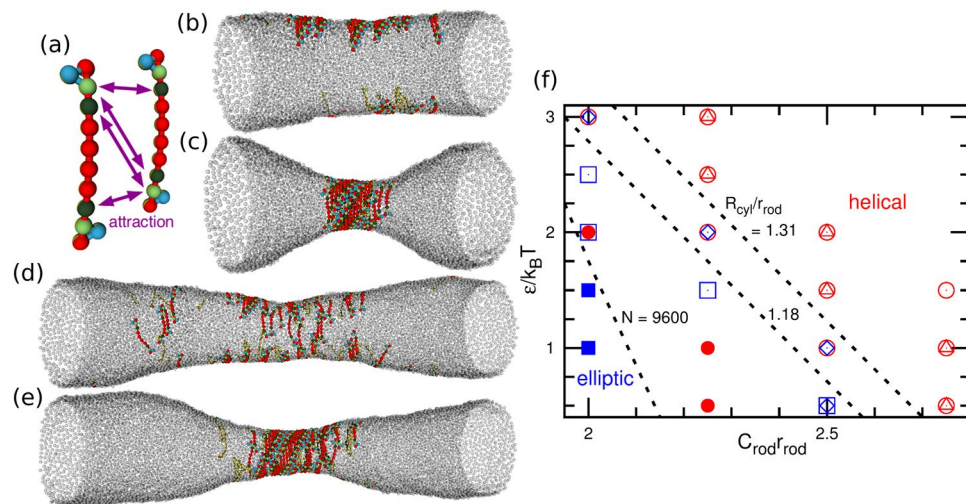 (a)
attraction
(b)
(c)
(d)
(e)
(f)
ε/k_BT
3
2
1
R_cyl/r_rod
= 1.31
helical
1.18
N = 9600
elliptic
2
2.5
C_rod r_rod